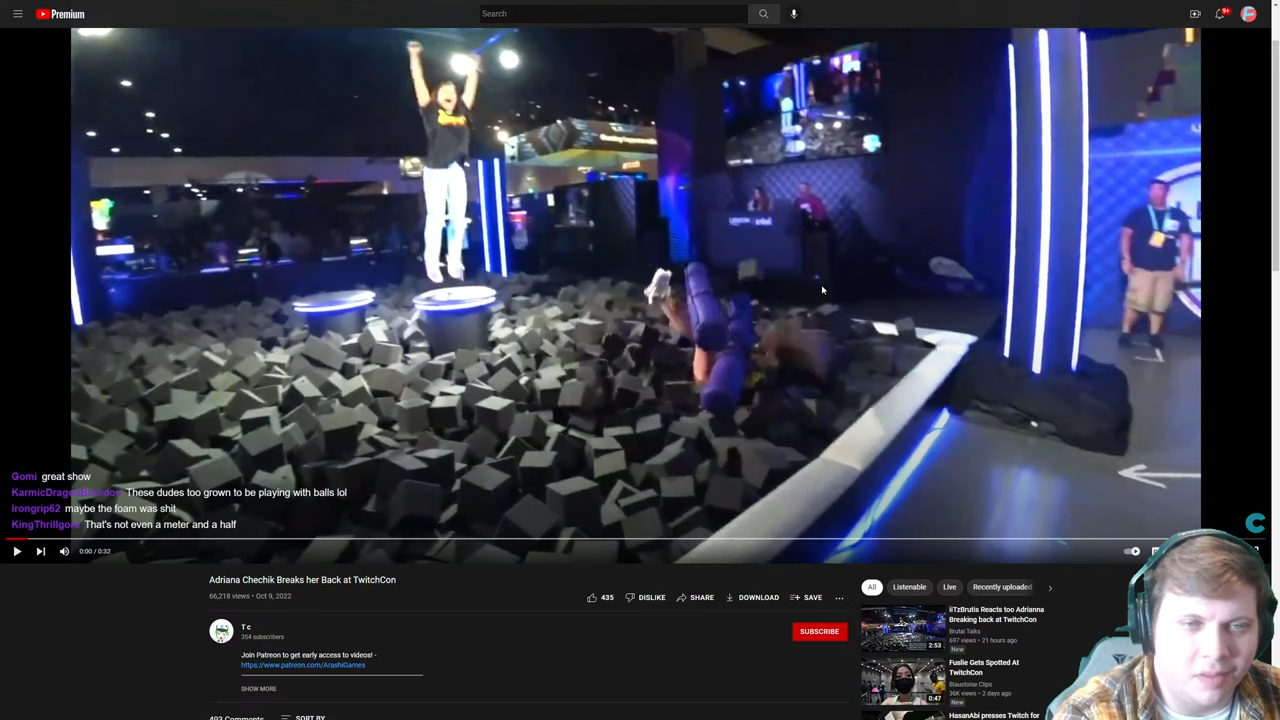 Premium
Search
9+
Gomi great show
These dudes too grown to be playing with balls lol
Irongrip62 maybe the foam was shit
That's not even a meter and a half
0:00 / 0:32
Adriana Chechik Breaks her Back at TwitchCon
66,218 views • Oct 9, 2022
435
DISLIKE
SHARE
DOWNLOAD
SAVE
T c
354 subscribers
SUBSCRIBE
Join Patreon to get early access to videos! -
https://www.patreon.com/ArashiGames
SHOW MORE
493 Comments
SORT BY
All
Listenable
Live
Recently uploaded
iiTzBrutis Reacts too Adrianna
Breaking back at TwitchCon
Brutal Talks
697 views • 21 hours ago
New
2:53
Fuslie Gets Spotted At
TwitchCon
Blaustoise Clips
36K views • 2 days ago
New
0:47
HasanAbi presses Twitch for